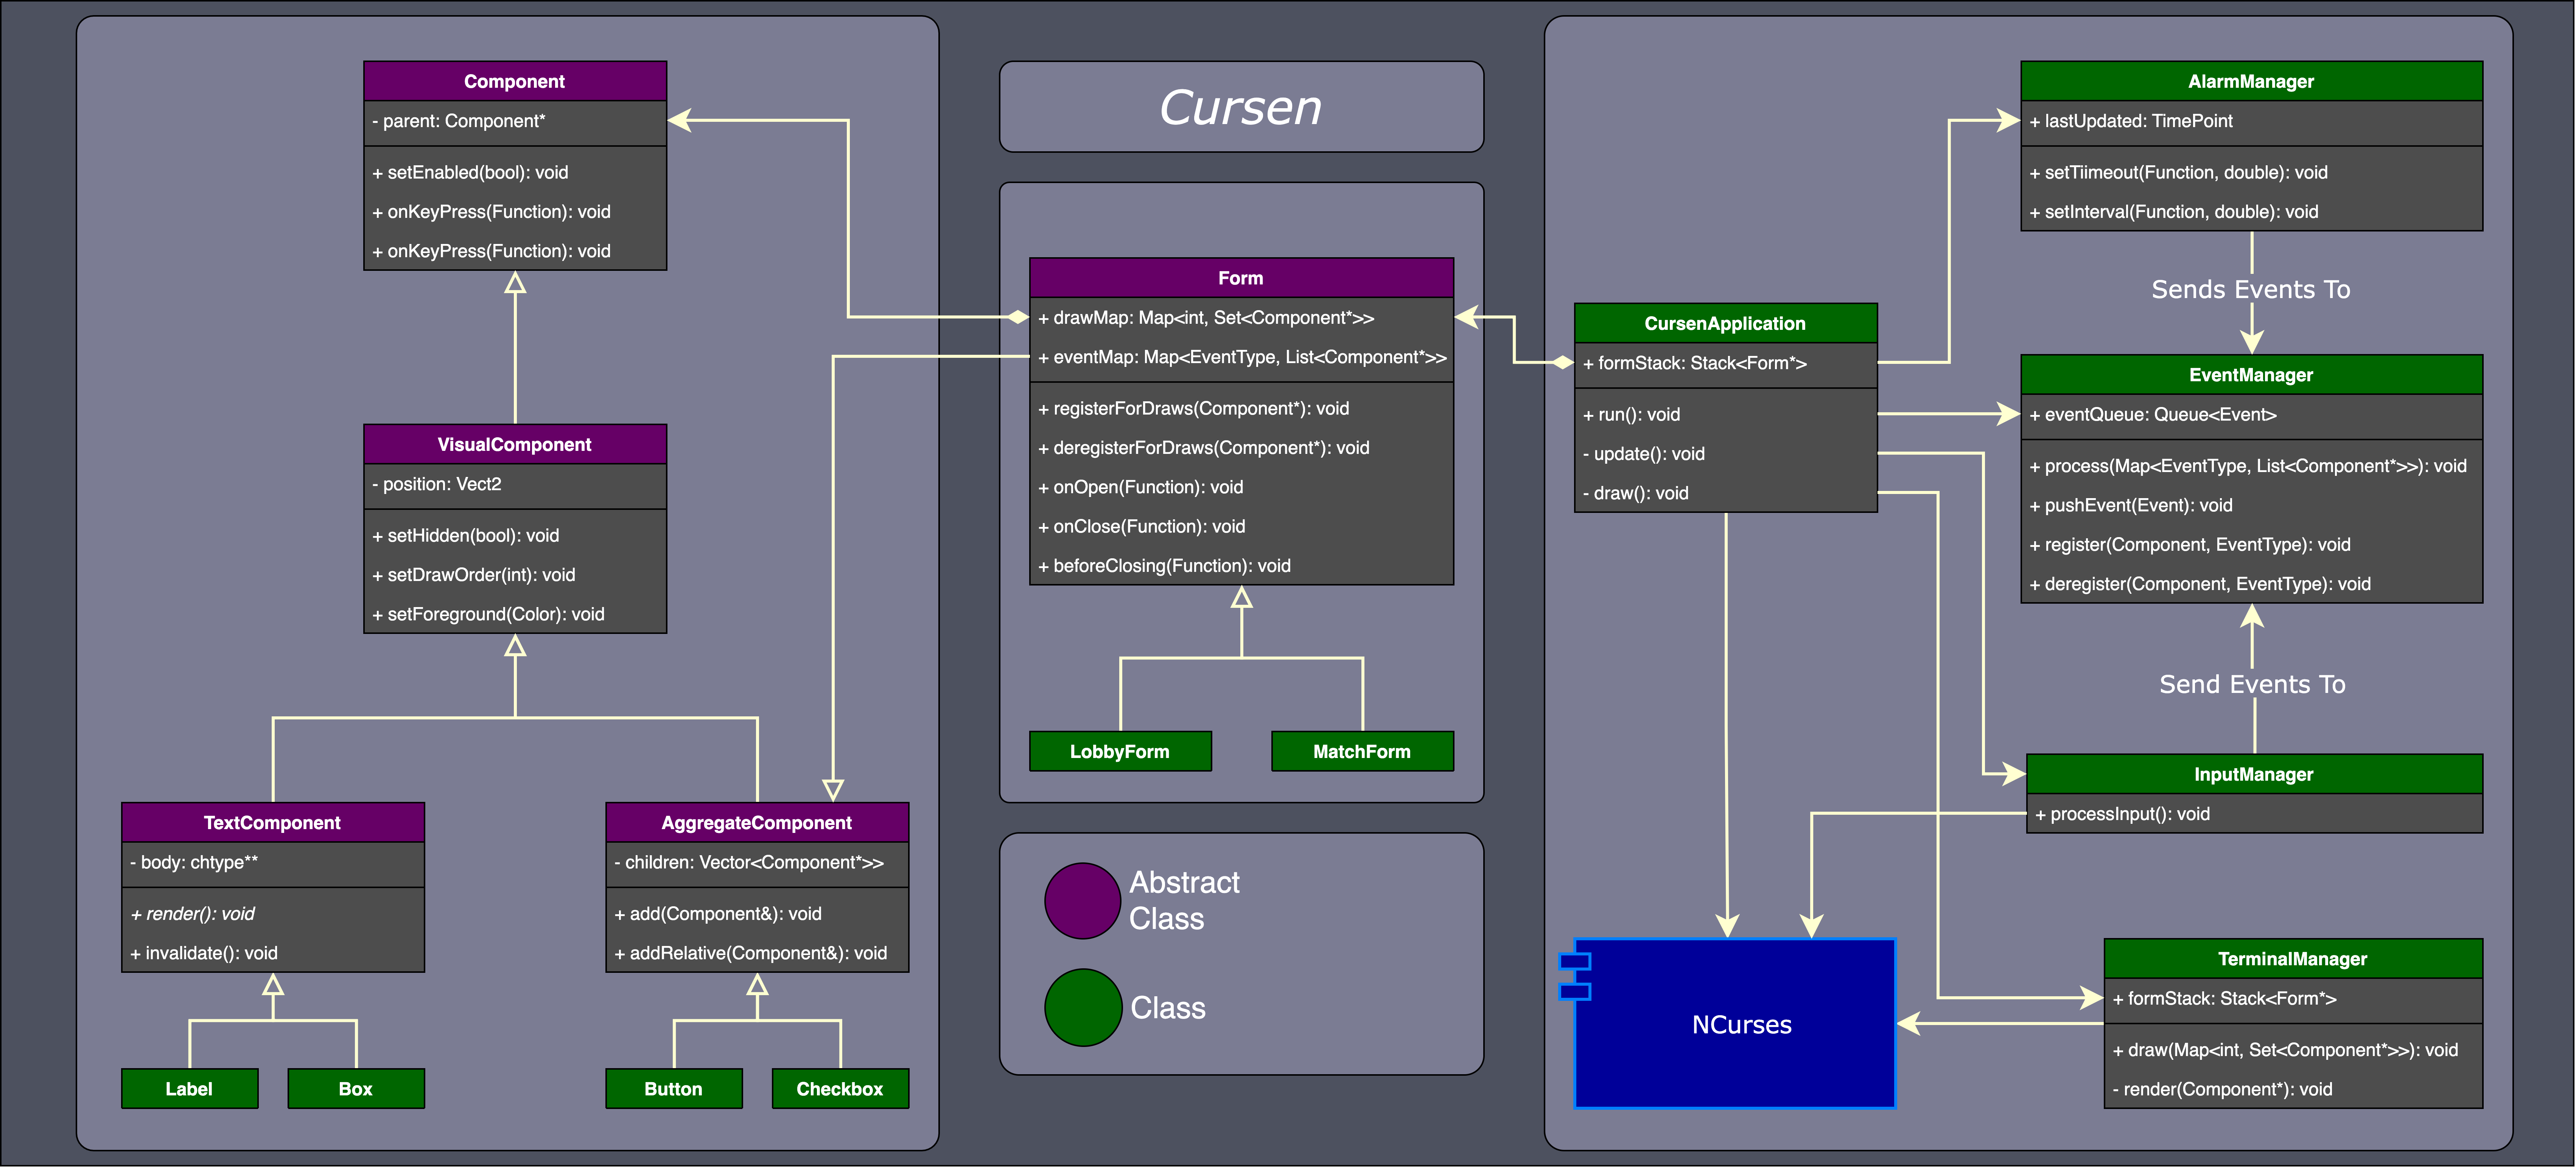 Component
- parent: Component*
+ setEnabled(bool): void
+ onKeyPress(Function): void
+ onKeyPress(Function): void
VisualComponent
- position: Vect2
+ setHidden(bool): void
+ setDrawOrder(int): void
+ setForeground(Color): void
TextComponent
- body: chtype**
+ render(): void
+ invalidate(): void
AggregateComponent
- children: Vector<Component*>>
+ add(Component&): void
+ addRelative(Component&): void
Label
Box
Button
Checkbox
Cursen
Form
+ drawMap: Map<int, Set<Component*>>
+ eventMap: Map<EventType, List<Component*>>
+ registerForDraws(Component*): void
+ deregisterForDraws(Component*): void
+ onOpen(Function): void
+ onClose(Function): void
+ beforeClosing(Function): void
LobbyForm
MatchForm
Abstract
Class
Class
CursenApplication
+ formStack: Stack<Form*>
+ run(): void
- update(): void
- draw(): void
AlarmManager
+ lastUpdated: TimePoint
+ setTiimeout(Function, double): void
+ setInterval(Function, double): void
Sends Events To
EventManager
+ eventQueue: Queue<Event>
+ process(Map<EventType, List<Component*>>): void
+ pushEvent(Event): void
+ register(Component, EventType): void
+ deregister(Component, EventType): void
Send Events To
InputManager
+ processInput(): void
NCurses
TerminalManager
+ formStack: Stack<Form*>
+ draw(Map<int, Set<Component*>>): void
- render(Component*): void